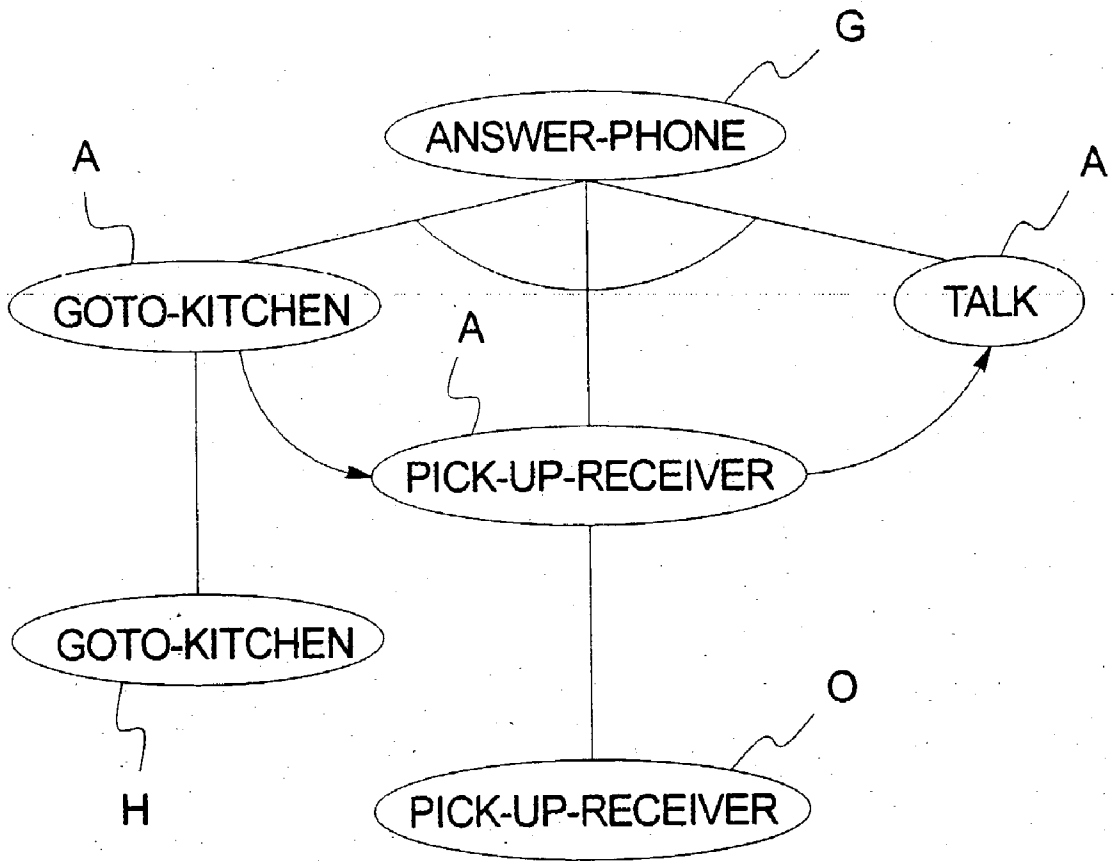 G
ANSWER-PHONE
A
A
GOTO-KITCHEN
TALK
A
PICK-UP-RECEIVER
GOTO-KITCHEN
O
H
PICK-UP-RECEIVER